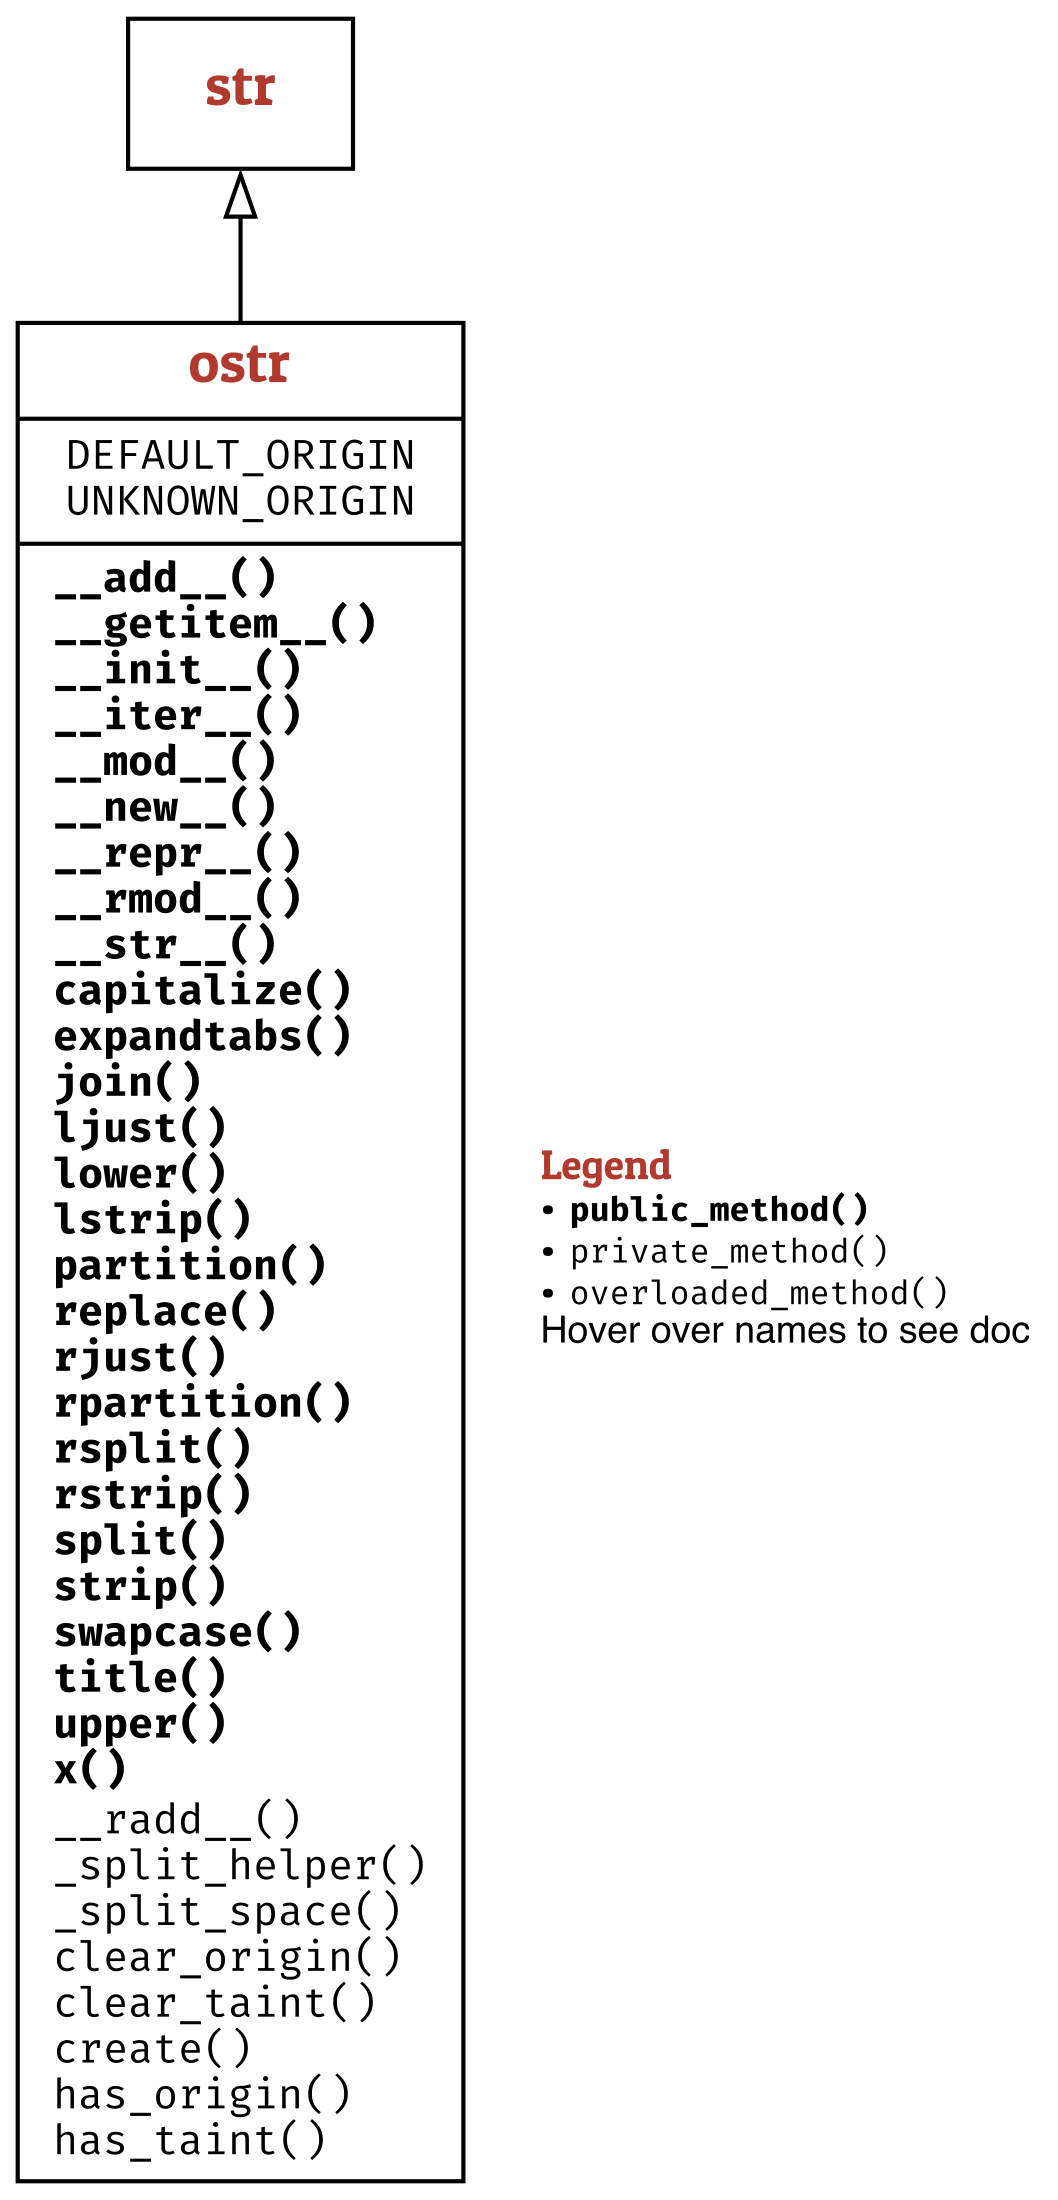 str
ostr
DEFAULT_ORIGIN
UNKNOWN_ORIGIN
__add__()
__getitem__()
__init__()
__iter__()
__mod__()
__new__()
__repr__()
__rmod__()
__str__()
capitalize()
expandtabs()
join()
ljust()
lower()
lstrip()
partition()
replace()
rjust()
rpartition()
rsplit()
rstrip()
split()
strip()
swapcase()
title()
upper()
x()
__radd__()
_split_helper()
_split_space()
clear_origin()
clear_taint()
create()
has_origin()
has_taint()
Legend
• public_method()
• private_method()
• overloaded_method()
Hover over names to see doc